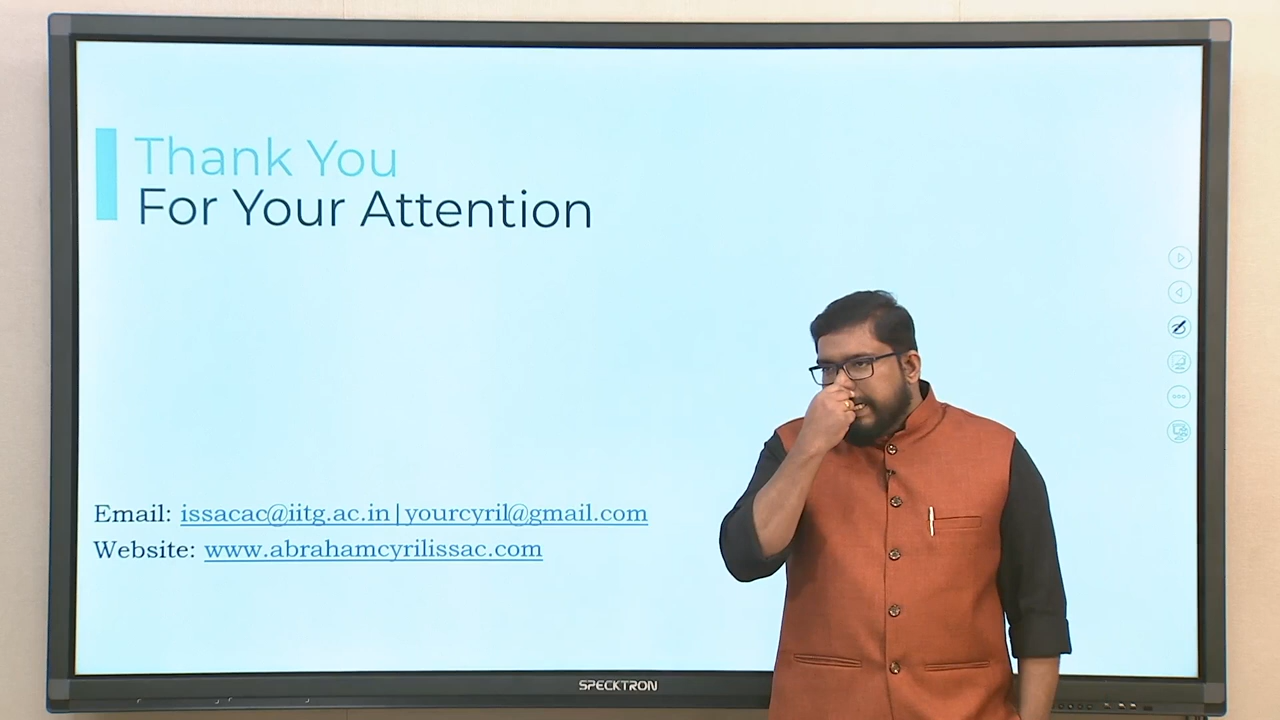 Thank You
For Your Attention
Email: issacac@iitg.ac.in|yourcyril@gmail.com
Website: www.abrahamcyrilissac.com
SPECKTRON